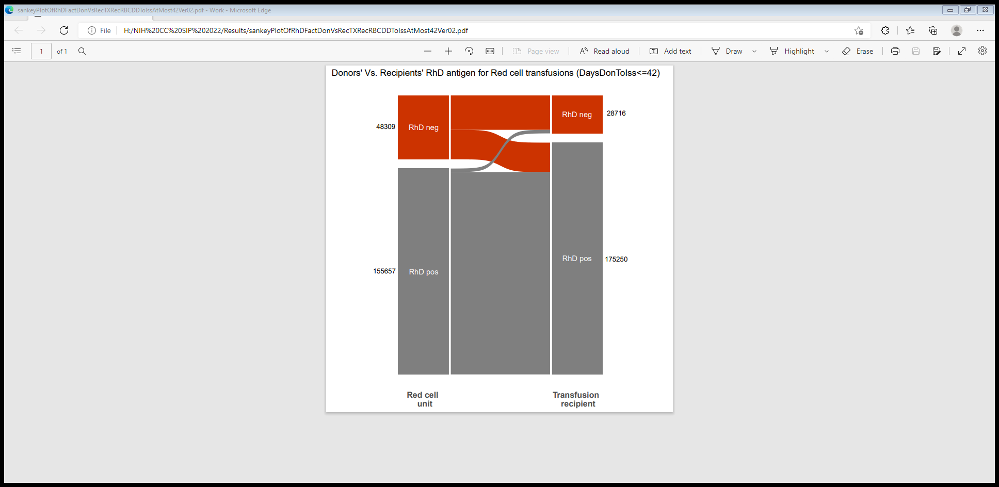 sankeyPlotOfRhDFactDonVsRecTXRecRBCDDToIssAtMost42Ver02.pdf - Work - Microsoft Edge
File H:/NIH%20CC%20SIP%202022/Results/sankeyPlotOfRhDFactDonVsRecTXRecRBCDDToIssAtMost42Ver02.pdf
1 of 1 Page view Read aloud Add text Draw Highlight Erase
Donors' Vs. Recipients' RhD antigen for Red cell transfusions (DaysDonToIss<=42)
RhD neg 28716
48309 RhD neg
RhD pos 175250
155657 RhD pos
Red cell unit
Transfusion recipient